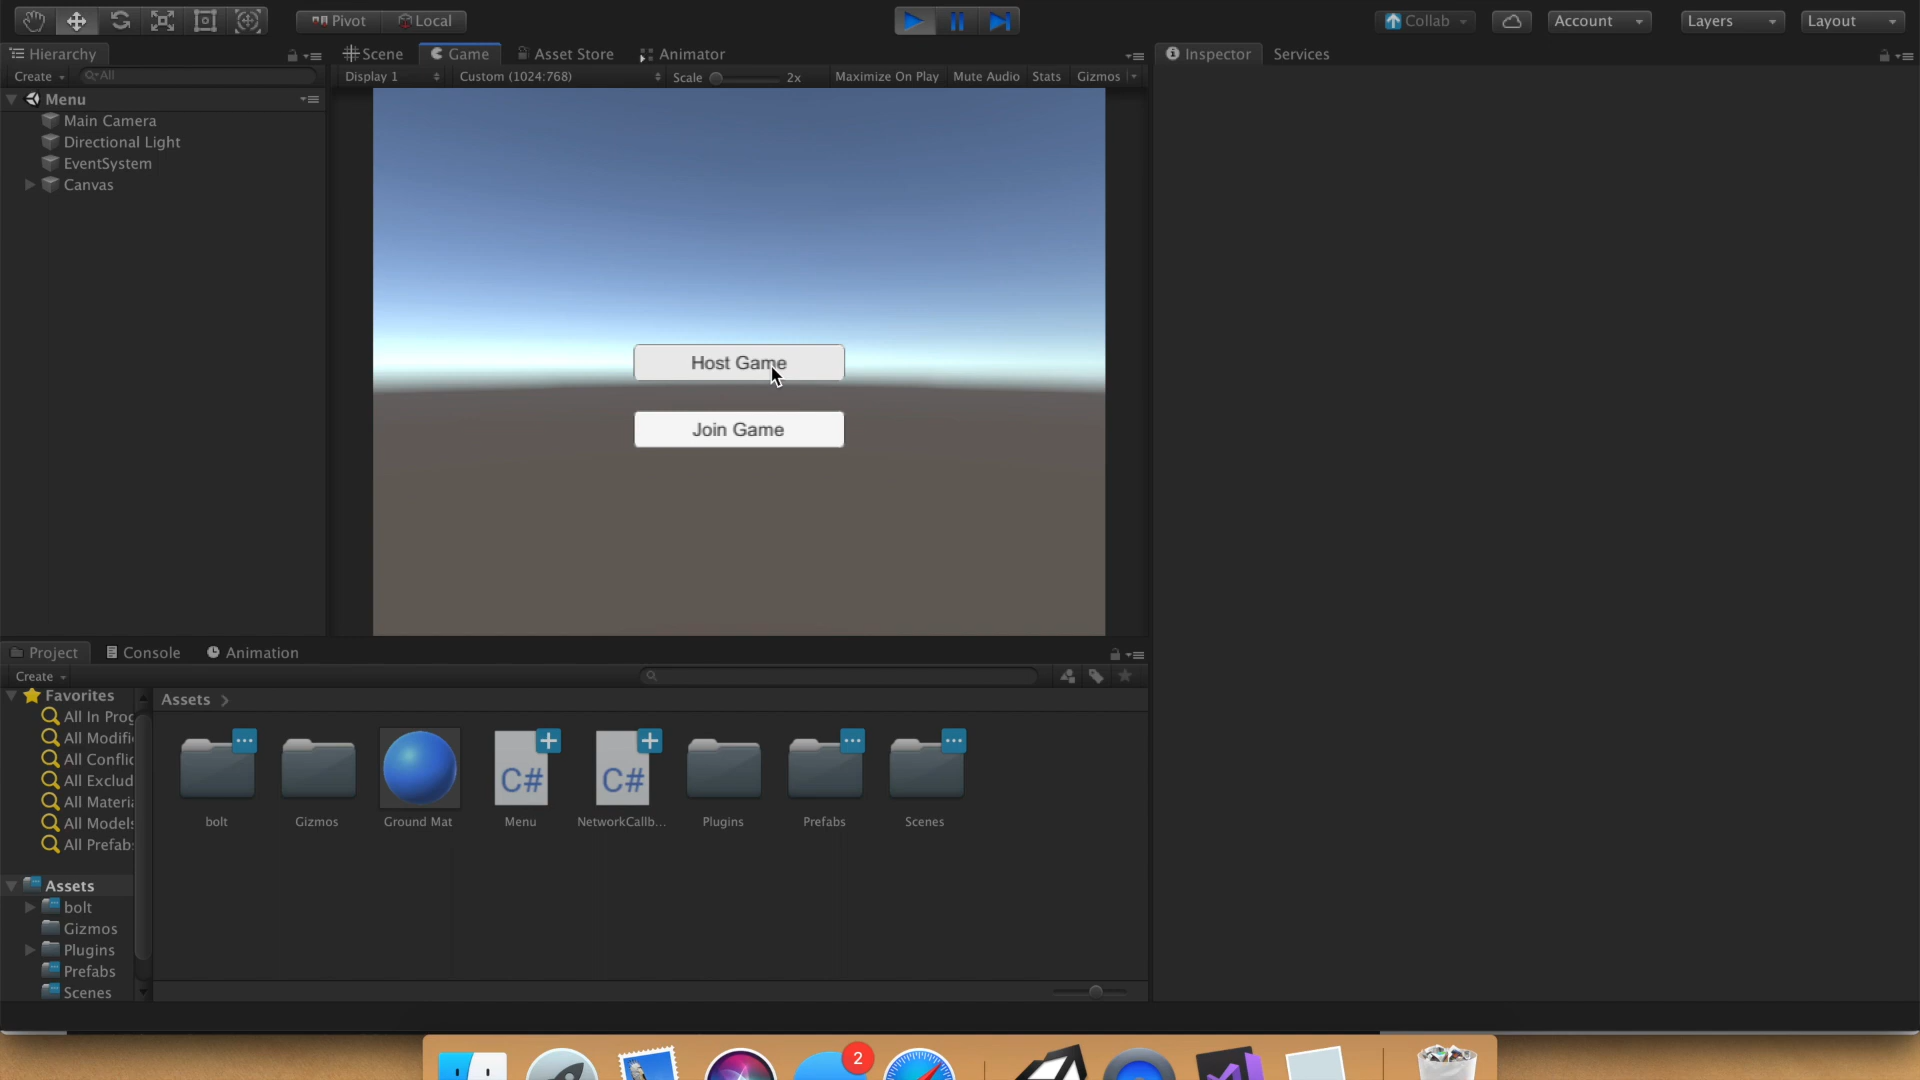 Pivot Local Collab Account Layers Layout
Hierarchy Scene Game Asset Store Animator Inspector Services
Create All Display 1 Custom (1024:768) Scale 2x Maximize On Play Mute Audio Stats Gizmos
Menu
Main Camera
Directional Light
EventSystem
Canvas
Host Game
Join Game
Project Console Animation
Create
Favorites Assets
All In Prog
All Modifi
All Conflic
All Exclud
All Materi
All Models
All Prefab
C# C#
bolt Gizmos Ground Mat Menu NetworkCallb... Plugins Prefabs Scenes
Assets
bolt
Gizmos
Plugins
Prefabs
Scenes
2